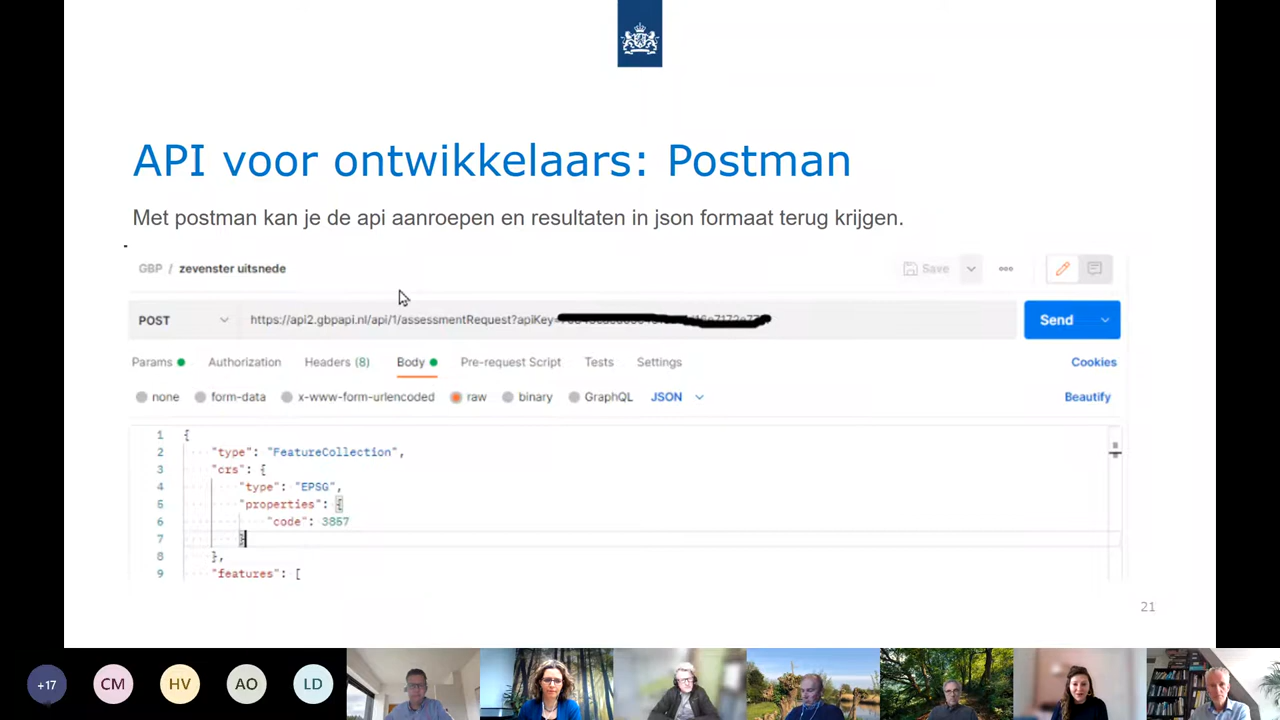 API voor ontwikkelaars: Postman
Met postman kan je de api aanroepen en resultaten in json formaat terug krijgen.
GBP / zevenster uitsnede
Save
POST
https://api2.gbpapi.nl/api/1/assessmentRequest?apiKey=
Send
Params
Authorization
Headers (8)
Body
Pre-request Script
Tests
Settings
Cookies
none
form-data
x-www-form-urlencoded
raw
binary
GraphQL
JSON
Beautify
1 {
2 "type": "FeatureCollection",
3 "crs": {
4 "type": "EPSG",
5 "properties": {
6 "code": 3857
7 }
8 },
9 "features": [
21
+17
CM
HV
AO
LD